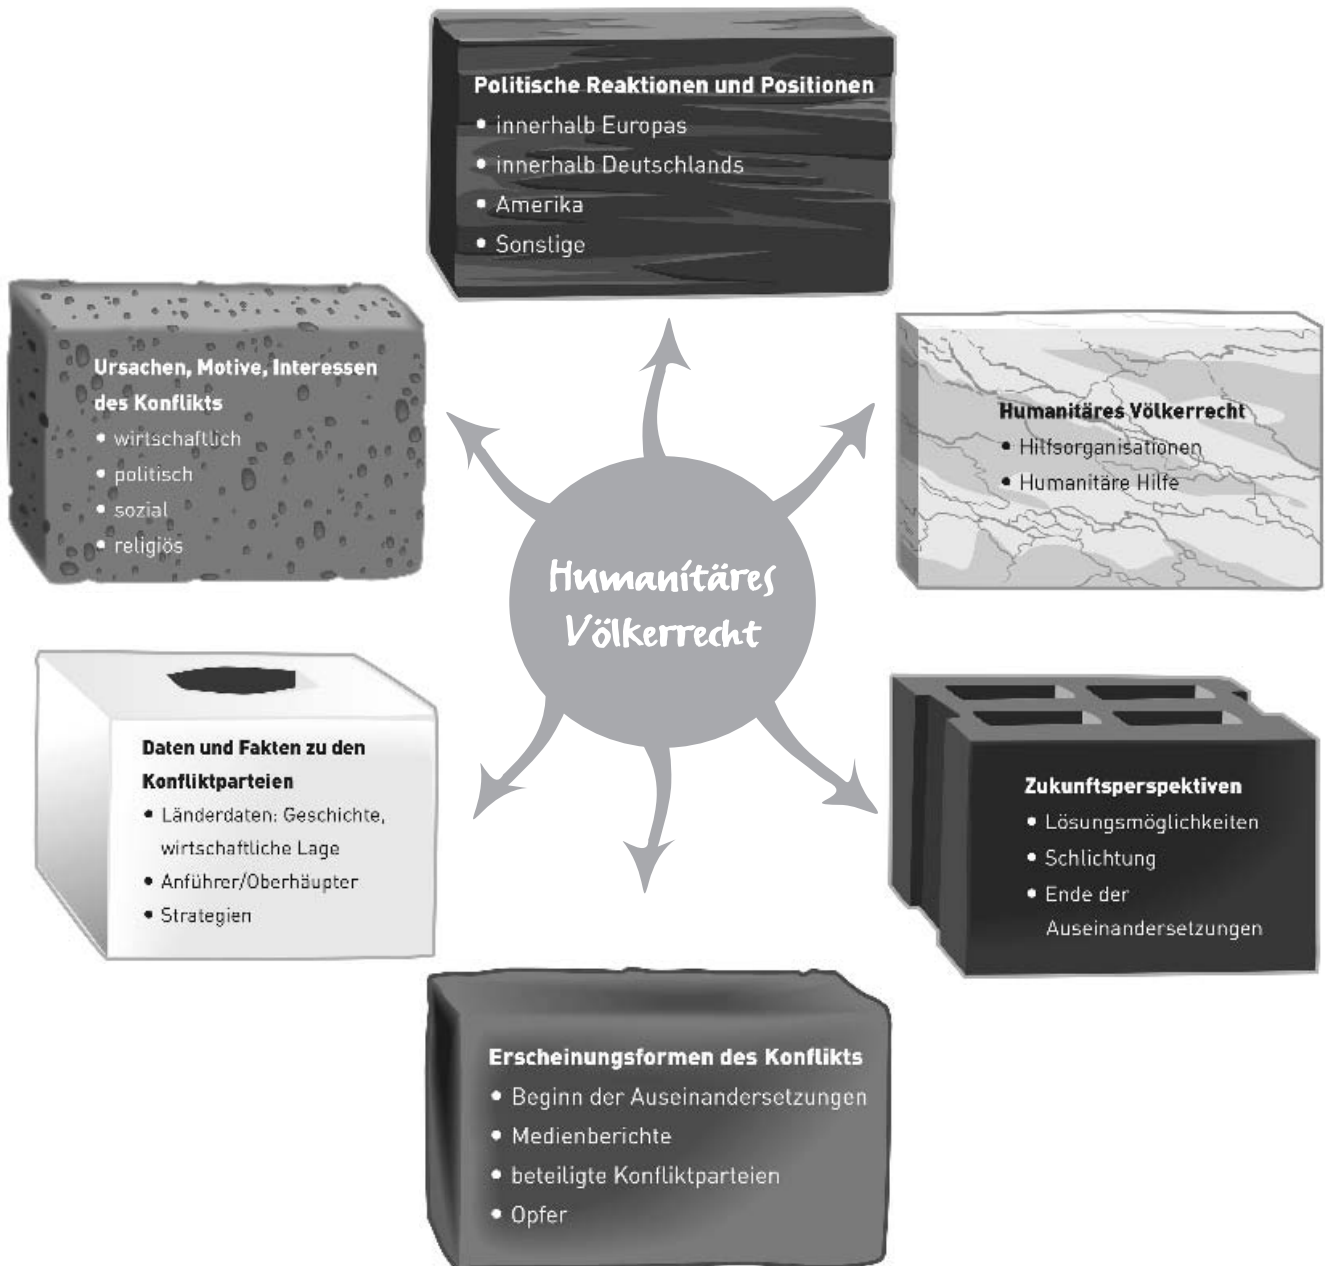 Politische Reaktionen und Positionen
• innerhalb Europas
• innerhalb Deutschlands
• Amerika
• Sonstige
Ursachen, Motive, Interessen
des Konflikts
• wirtschaftlich
• politisch
• sozial
• religiös
Humanitäres Völkerrecht
• Hilfsorganisationen
• Humanitäre Hilfe
Humanitäres
Völkerrecht
Daten und Fakten zu den
Konfliktparteien
• Länderdaten: Geschichte,
wirtschaftliche Lage
• Anführer/Oberhäupter
• Strategien
Zukunftsperspektiven
• Lösungsmöglichkeiten
• Schlichtung
• Ende der
Auseinandersetzungen
Erscheinungsformen des Konflikts
• Beginn der Auseinandersetzungen
• Medienberichte
• beteiligte Konfliktparteien
• Opfer